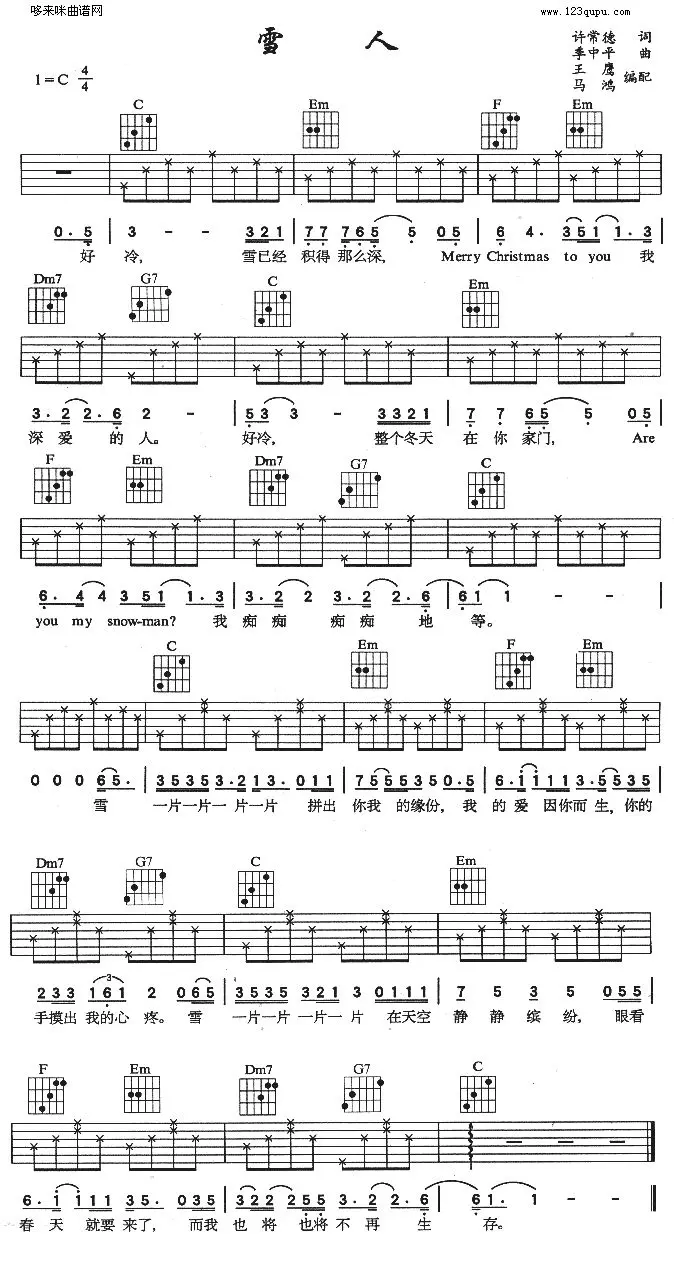 哆来咪曲谱网
www.123qupu.com
雪 人
许常德 词
季中平 曲
王鹰
马鸿 编配
1=C 4/4
C Em F Em
0. 5 3 - - 3 2 1 7 7 7 6 5 5 0 5 6 4. 3 5 1 1. 3
好 冷, 雪已经 积得 那么深, Merry Christmas to you 我
Dm7 G7 C Em
3. 2 2. 6 2 - 5 3 3 - 3 3 2 1 7 7 6 5 5 0 5
深 爱 的 人。 好冷, 整个冬天 在 你 家门, Are
F Em Dm7 G7 C
6. 4 4 3 5 1 1. 3 3. 2 2 3. 2 2. 6 6 1 1 - -
you my snow-man? 我 痴痴 痴痴 地 等。
C Em F Em
0 0 0 6 5. 3 5 3 5 3. 2 1 3. 0 1 1 7 5 5 5 3 5 0. 5 6. 1 1 1 1 3. 5 5 3 5
雪 一片一片一 片一片 拼出 你我 的缘份, 我 的 爱 因你而 生, 你的
Dm7 G7 C Em
2 3 3 1 6 1 2 0 6 5 3 5 3 5 3 2 1 3 0 1 1 1 7 5 3 5 0 5 5
3
手摸出 我的心 疼。 雪 一片一片 一片一 片 在天空 静 静 缤 纷, 眼看
F Em Dm7 G7 C
6. 1 1 1 1 3 5. 0 3 5 3 2 2 2 5 5 3. 2 2. 6 6 1. 1 - -
春 天 就要 来了, 而我 也 将 也将 不 再 生 存。